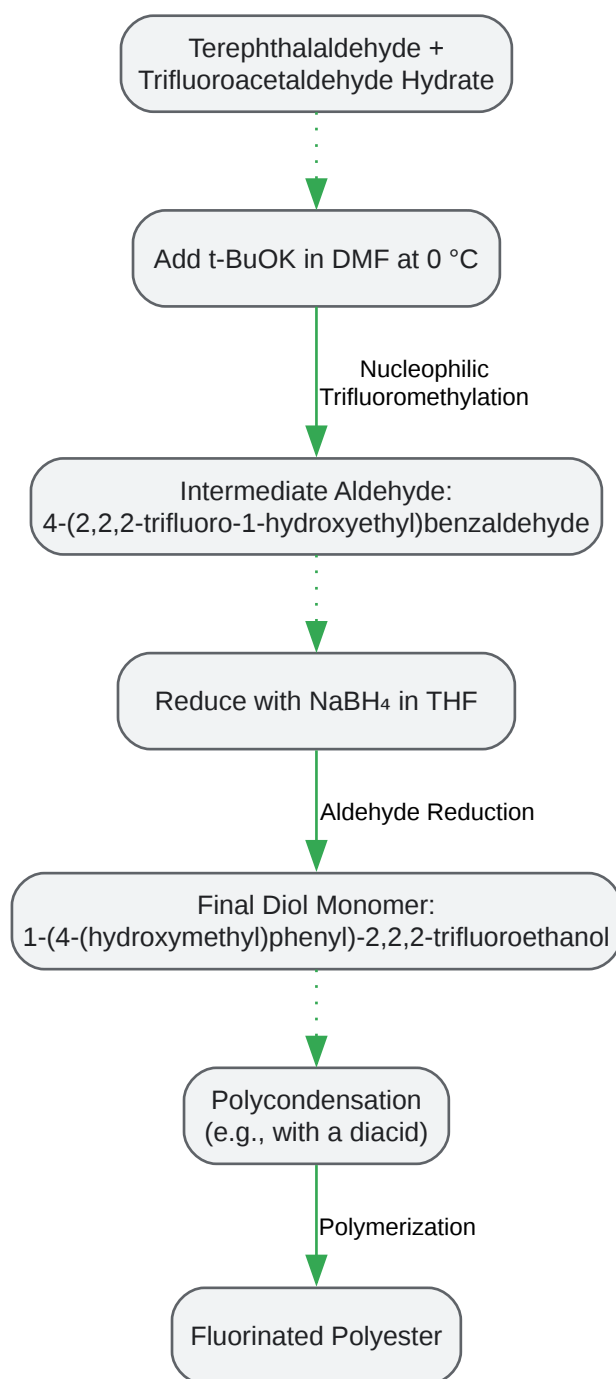 Terephthalaldehyde +
Trifluoroacetaldehyde Hydrate
Add t-BuOK in DMF at 0 °C
Nucleophilic
Trifluoromethylation
Intermediate Aldehyde:
4-(2,2,2-trifluoro-1-hydroxyethyl)benzaldehyde
Reduce with NaBH₄ in THF
Aldehyde Reduction
Final Diol Monomer:
1-(4-(hydroxymethyl)phenyl)-2,2,2-trifluoroethanol
Polycondensation
(e.g., with a diacid)
Polymerization
Fluorinated Polyester